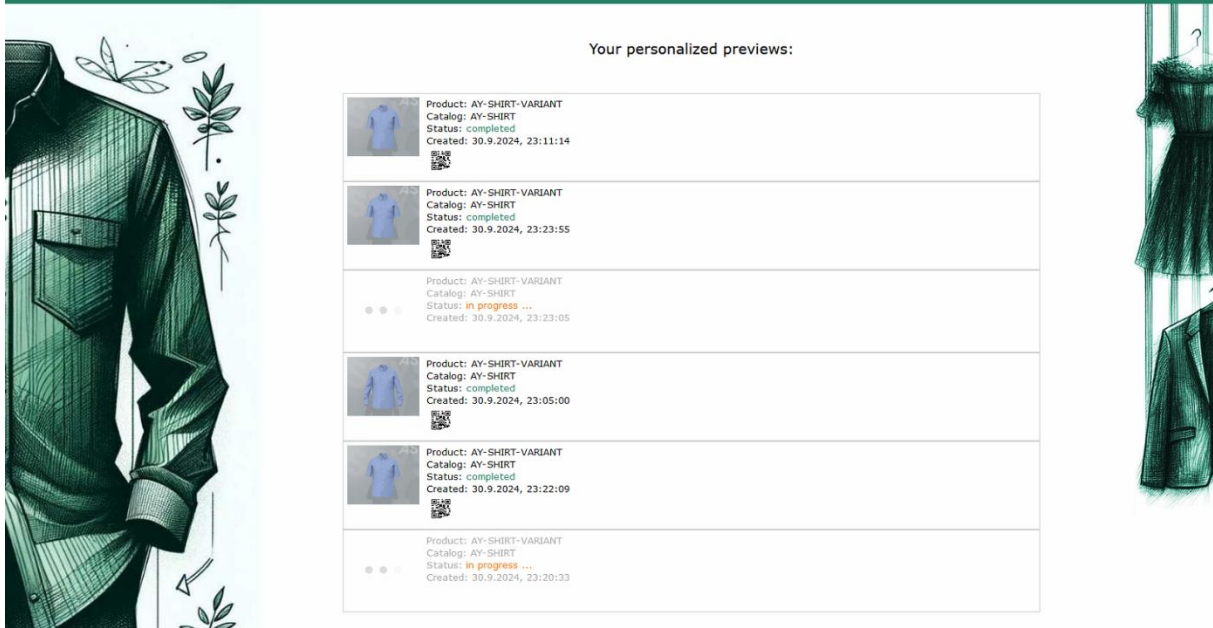 Your personalized previews:
Product: AY-SHIRT-VARIANT
Catalog: AY-SHIRT
Status: completed
Created: 30.9.2024, 23:11:14
Product: AY-SHIRT-VARIANT
Catalog: AY-SHIRT
Status: completed
Created: 30.9.2024, 23:23:55
Product: AY-SHIRT-VARIANT
Catalog: AY-SHIRT
Status: in progress ...
Created: 30.9.2024, 23:23:05
Product: AY-SHIRT-VARIANT
Catalog: AY-SHIRT
Status: completed
Created: 30.9.2024, 23:05:00
Product: AY-SHIRT-VARIANT
Catalog: AY-SHIRT
Status: completed
Created: 30.9.2024, 23:22:09
Product: AY-SHIRT-VARIANT
Catalog: AY-SHIRT
Status: in progress ...
Created: 30.9.2024, 23:20:33